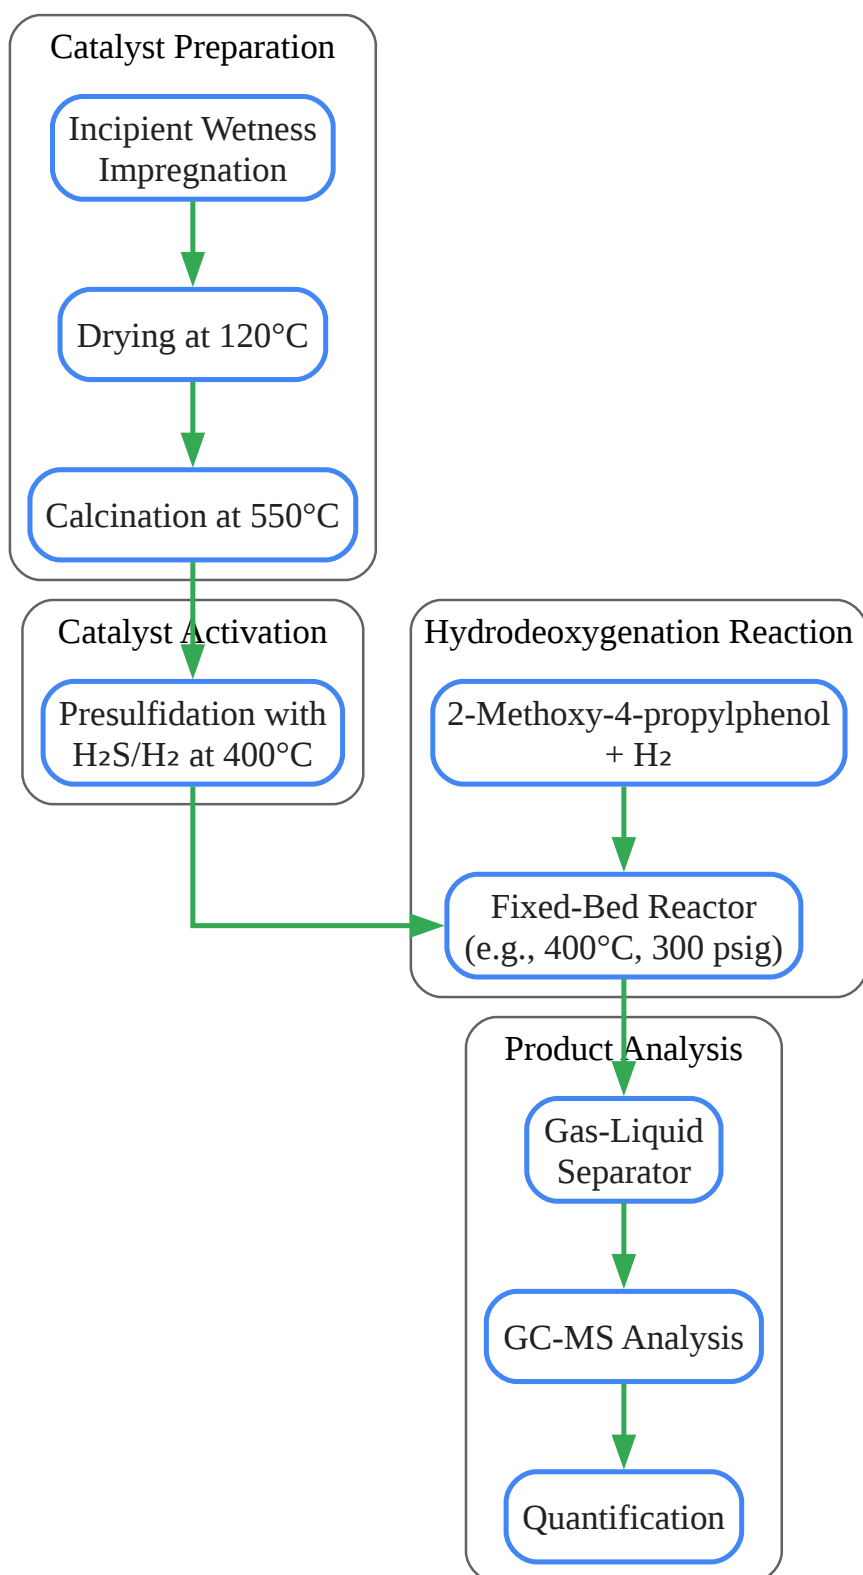 Catalyst Preparation
Incipient Wetness
Impregnation
Drying at 120°C
Calcination at 550°C
Catalyst Activation
Presulfidation with
H₂S/H₂ at 400°C
Hydrodeoxygenation Reaction
2-Methoxy-4-propylphenol
+ H₂
Fixed-Bed Reactor
(e.g., 400°C, 300 psig)
Product Analysis
Gas-Liquid
Separator
GC-MS Analysis
Quantification